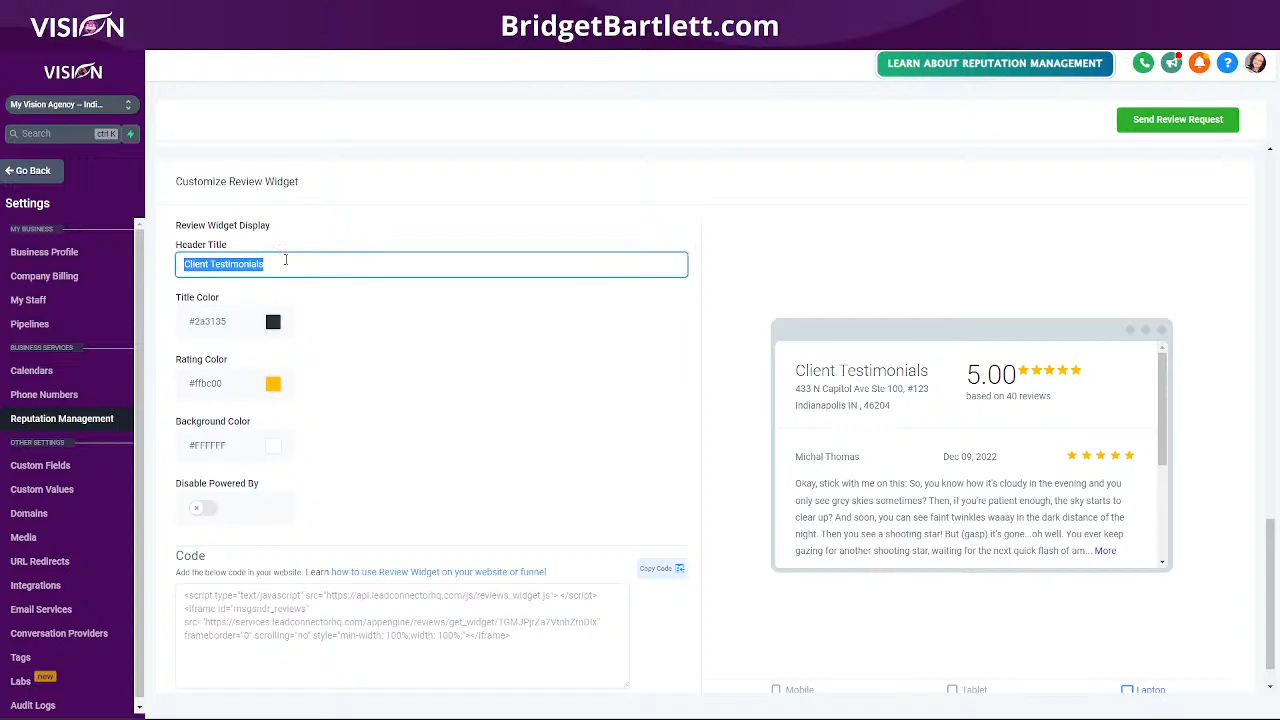 VISION
BridgetBartlett.com
VISION
LEARN ABOUT REPUTATION MANAGEMENT
?
My Vision Agency -- Indi...
Search
ctrl K
Send Review Request
Go Back
Settings
MY BUSINESS
Business Profile
Company Billing
My Staff
Pipelines
BUSINESS SERVICES
Calendars
Phone Numbers
Reputation Management
OTHER SETTINGS
Custom Fields
Custom Values
Domains
Media
URL Redirects
Integrations
Email Services
Conversation Providers
Tags
Labs
new
Audit Logs
Customize Review Widget
Review Widget Display
Header Title
Client Testimonials
Title Color
#2a3135
Rating Color
#ffbc00
Background Color
#FFFFFF
Disable Powered By
Code
Add the below code in your website. Learn how to use Review Widget on your website or funnel
Copy Code
<script type="text/javascript" src="https://api.leadconnectorhq.com/js/reviews_widget.js"> </script>
<iframe id="msgsndr_reviews"
src="https://services.leadconnectorhq.com/appengine/reviews/get_widget/TGMJPjrZa7VtnhZrnDIx"
frameborder="0" scrolling="no" style="min-width: 100%;width: 100%;"></iframe>
Client Testimonials
433 N Capitol Ave Ste 100, #123
Indianapolis IN , 46204
5.00
based on 40 reviews
Michal Thomas
Dec 09, 2022
Okay, stick with me on this: So, you know how it's cloudy in the evening and you
only see grey skies sometimes? Then, if you're patient enough, the sky starts to
clear up? And soon, you can see faint twinkles waaay in the dark distance of the
night. Then you see a shooting star! But (gasp) it's gone...oh well. You ever keep
gazing for another shooting star, waiting for the next quick flash of am... More
Mobile
Tablet
Laptop